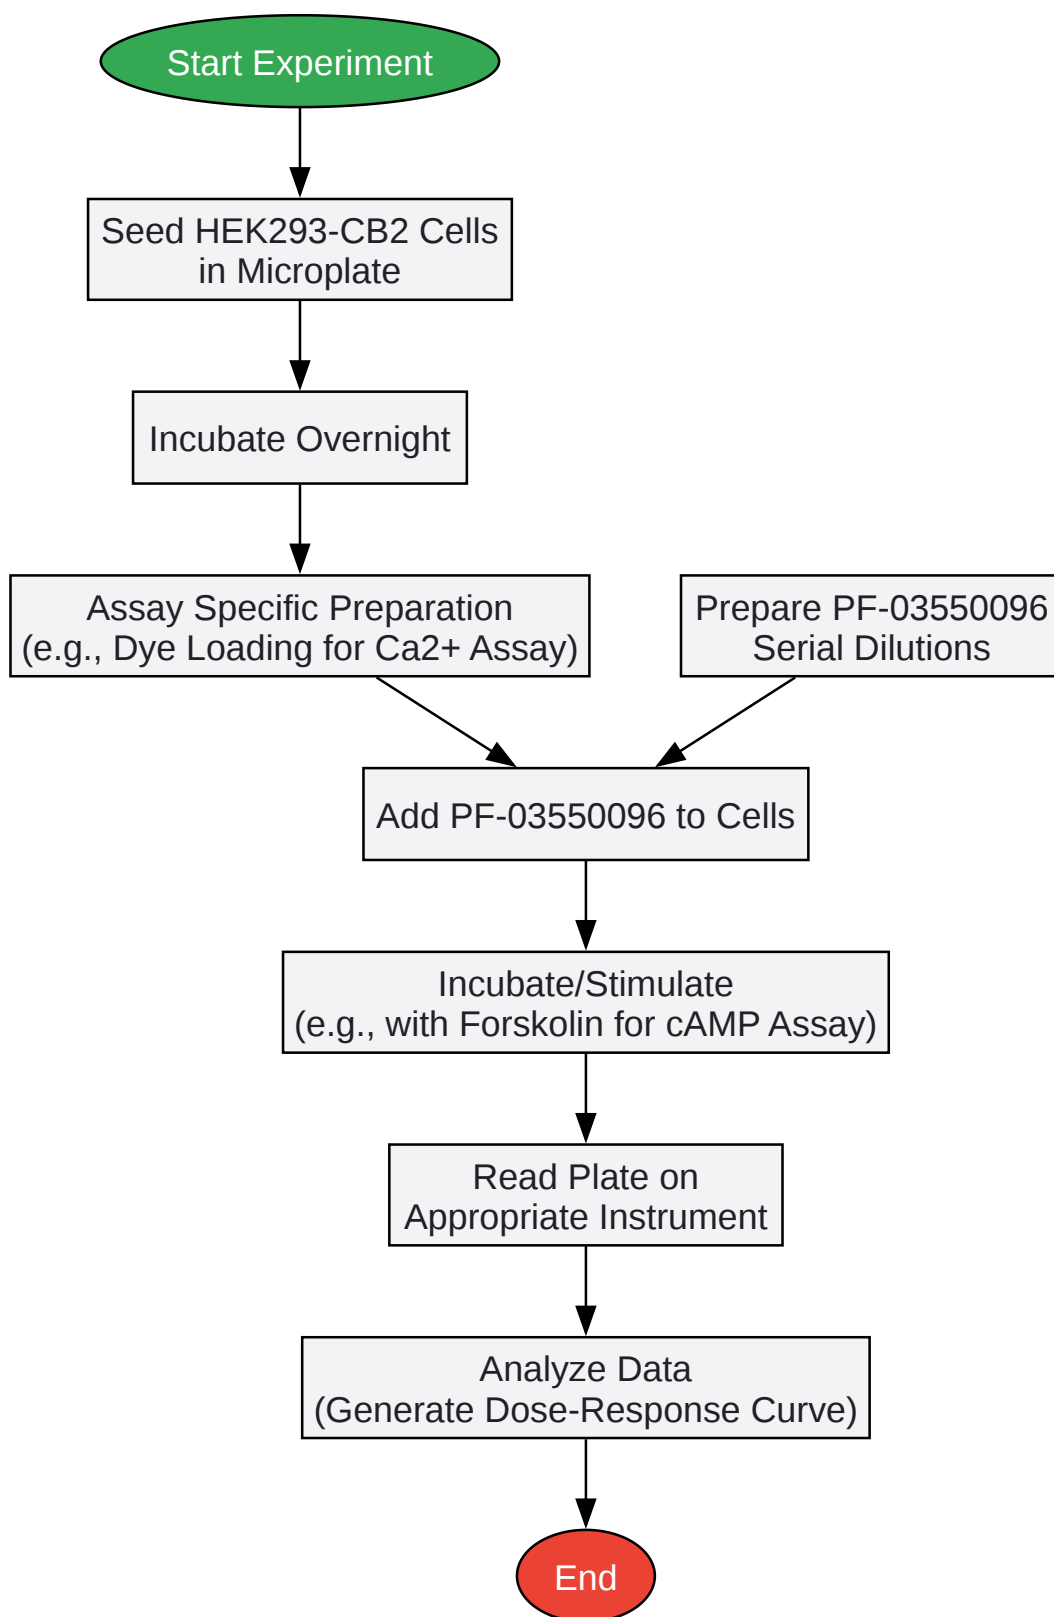 Start Experiment
Seed HEK293-CB2 Cells
in Microplate
Incubate Overnight
Assay Specific Preparation
(e.g., Dye Loading for Ca2+ Assay)
Prepare PF-03550096
Serial Dilutions
Add PF-03550096 to Cells
Incubate/Stimulate
(e.g., with Forskolin for cAMP Assay)
Read Plate on
Appropriate Instrument
Analyze Data
(Generate Dose-Response Curve)
End